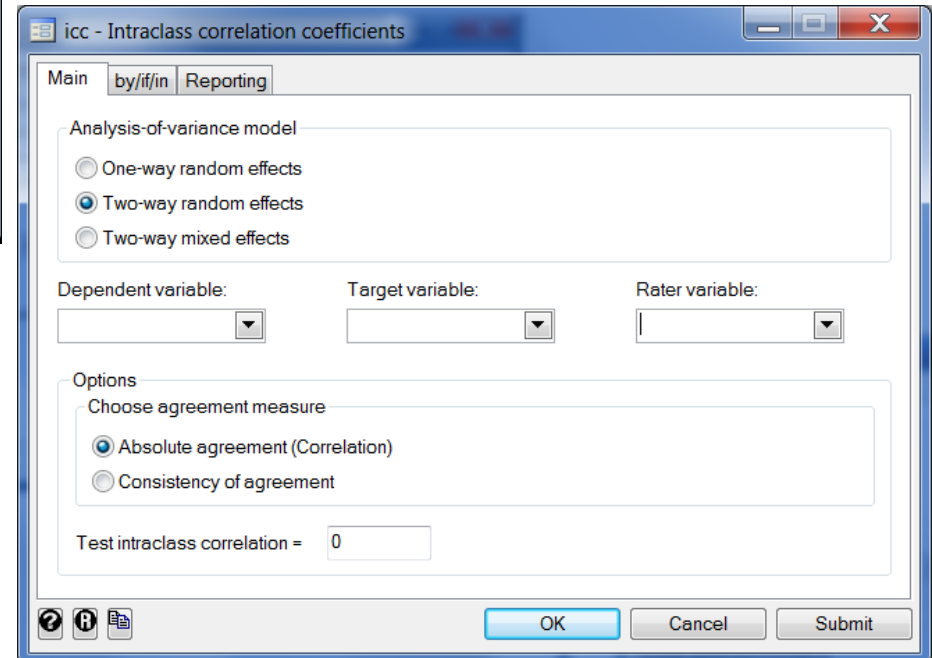 icc - Intraclass correlation coefficients
Main by/if/in Reporting
Analysis-of-variance model
One-way random effects
Two-way random effects
Two-way mixed effects
Dependent variable: Target variable: Rater variable:
Options
Choose agreement measure
Absolute agreement (Correlation)
Consistency of agreement
Test intraclass correlation = 0
? R OK Cancel Submit